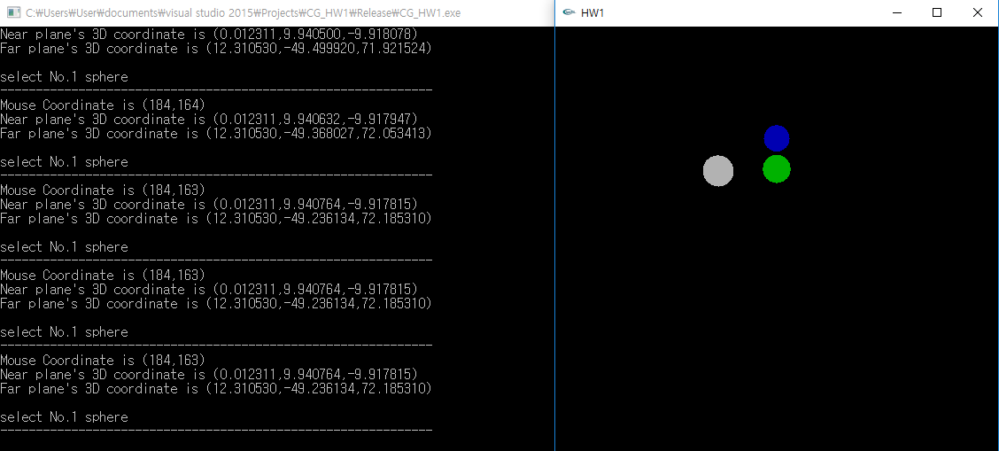 C:₩Users₩User₩documents₩visual studio 2015₩Projects₩CG_HW1₩Release₩CG_HW1.exe
Near plane's 3D coordinate is (0.012311,9.940500,-9.918078)
Far plane's 3D coordinate is (12.310530,-49.499920,71.921524)
select No.1 sphere
-------------------------------------------------------------
Mouse Coordinate is (184,164)
Near plane's 3D coordinate is (0.012311,9.940632,-9.917947)
Far plane's 3D coordinate is (12.310530,-49.368027,72.053413)
select No.1 sphere
-------------------------------------------------------------
Mouse Coordinate is (184,163)
Near plane's 3D coordinate is (0.012311,9.940764,-9.917815)
Far plane's 3D coordinate is (12.310530,-49.236134,72.185310)
select No.1 sphere
-------------------------------------------------------------
Mouse Coordinate is (184,163)
Near plane's 3D coordinate is (0.012311,9.940764,-9.917815)
Far plane's 3D coordinate is (12.310530,-49.236134,72.185310)
select No.1 sphere
-------------------------------------------------------------
Mouse Coordinate is (184,163)
Near plane's 3D coordinate is (0.012311,9.940764,-9.917815)
Far plane's 3D coordinate is (12.310530,-49.236134,72.185310)
select No.1 sphere
-------------------------------------------------------------
HW1